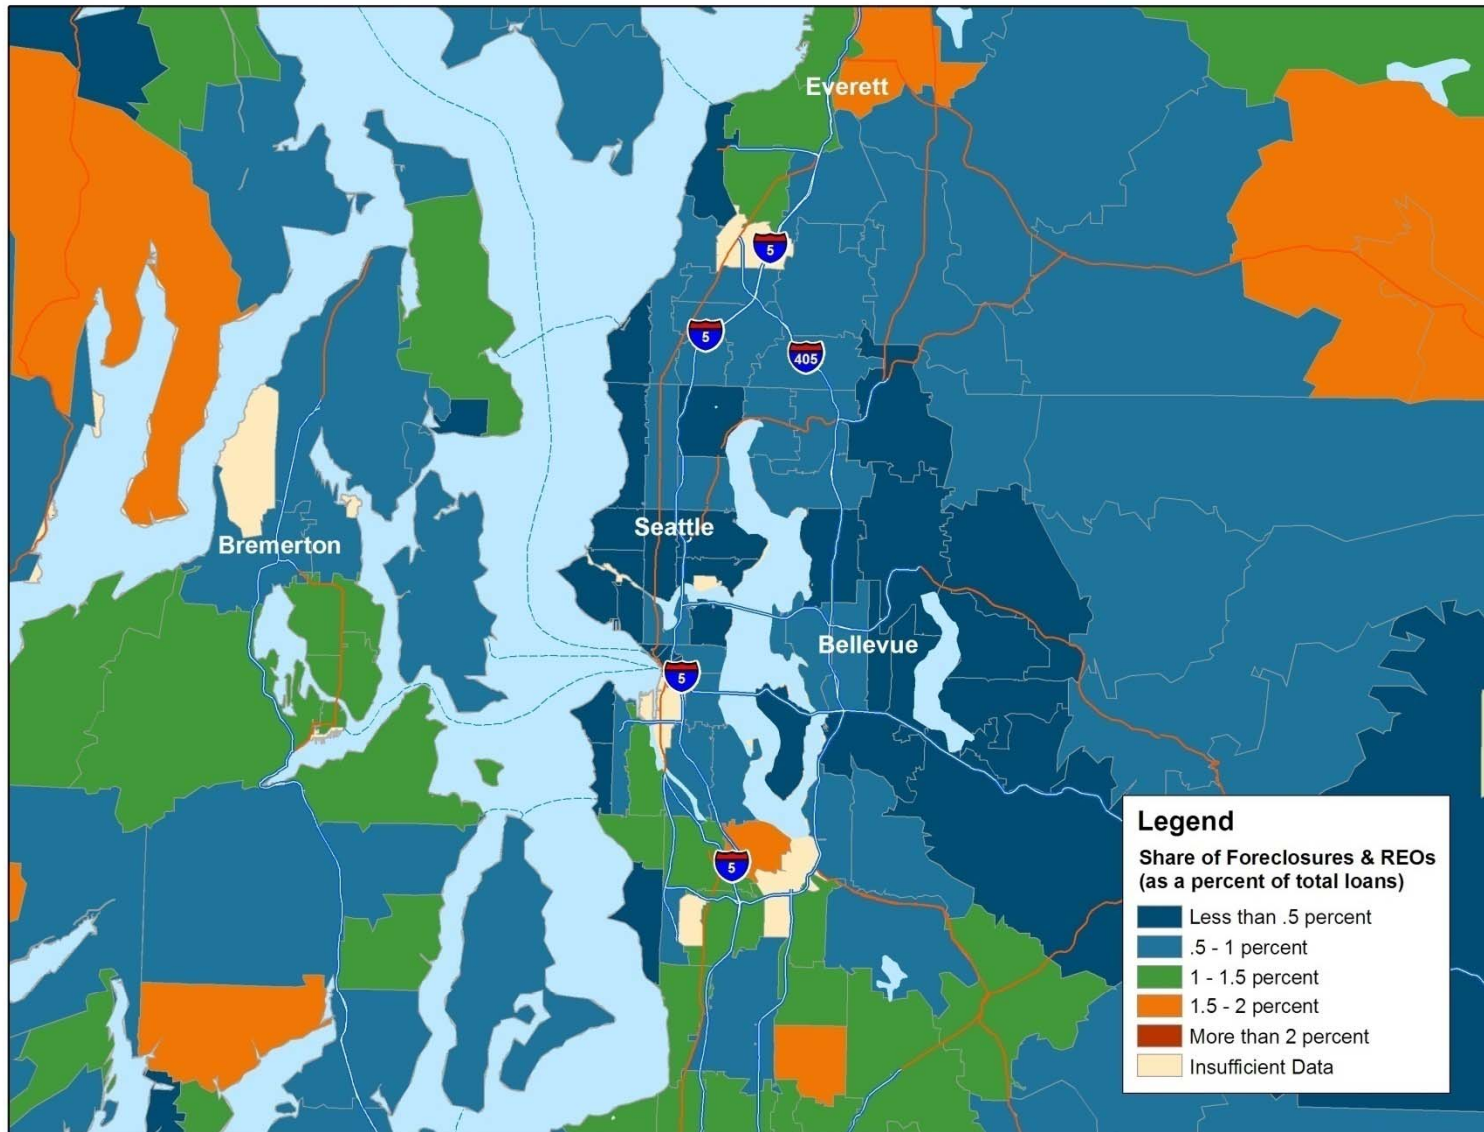 Everett
5
5
405
Seattle
Bremerton
Bellevue
5
5
Legend
Share of Foreclosures & REOs
(as a percent of total loans)
Less than .5 percent
.5 - 1 percent
1 - 1.5 percent
1.5 - 2 percent
More than 2 percent
Insufficient Data